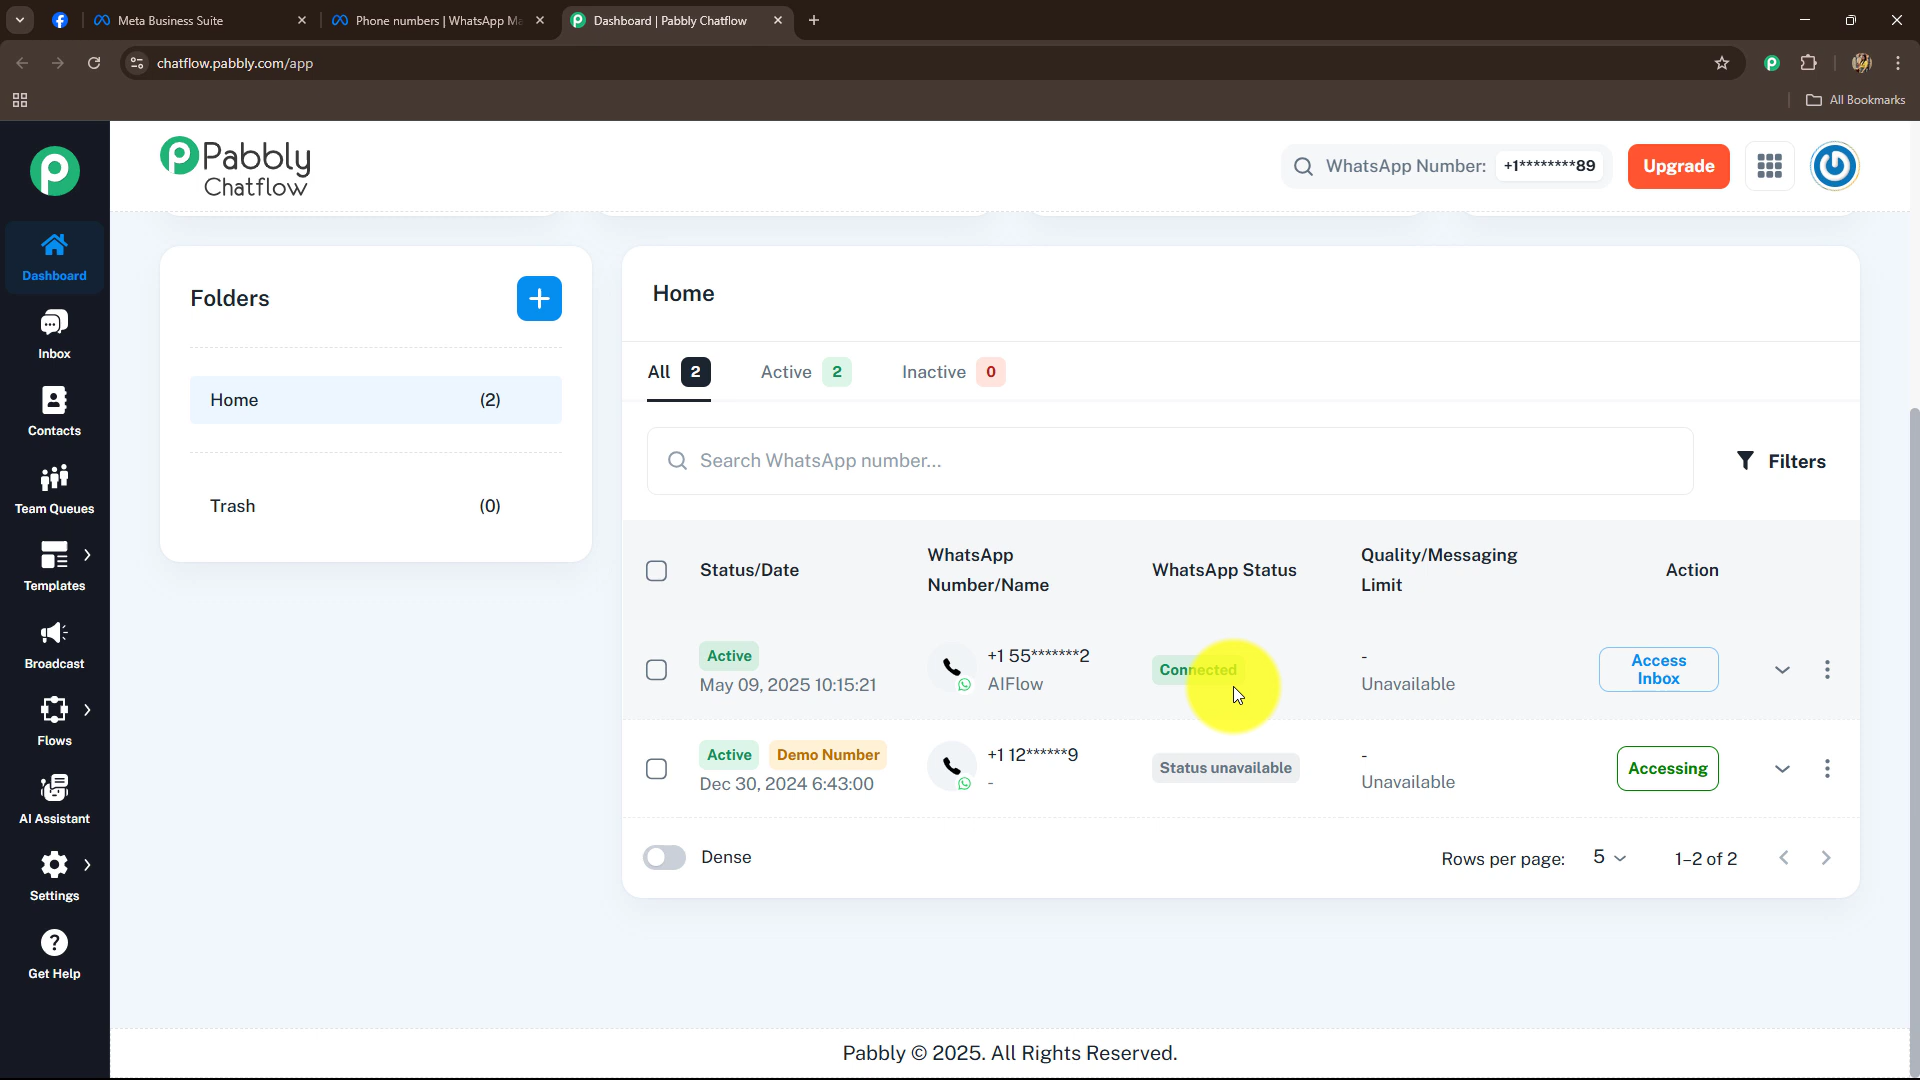 Meta Business Suite
Phone numbers | WhatsApp Ma
Dashboard | Pabbly Chatflow
chatflow.pabbly.com/app
All Bookmarks
Pabbly
Chatflow
WhatsApp Number: +1********89
Upgrade
Dashboard
Inbox
Contacts
Team Queues
Templates
Broadcast
Flows
AI Assistant
Settings
Get Help
Folders
Home (2)
Trash (0)
Home
All 2 Active 2 Inactive 0
Search WhatsApp number...
Filters
Status/Date
WhatsApp
Number/Name
WhatsApp Status
Quality/Messaging
Limit
Action
Active
May 09, 2025 10:15:21
+1 55*******2
AIFlow
Connected
-
Unavailable
Access
Inbox
Active Demo Number
Dec 30, 2024 6:43:00
+1 12******9
-
Status unavailable
-
Unavailable
Accessing
Dense
Rows per page: 5
1–2 of 2
Pabbly © 2025. All Rights Reserved.